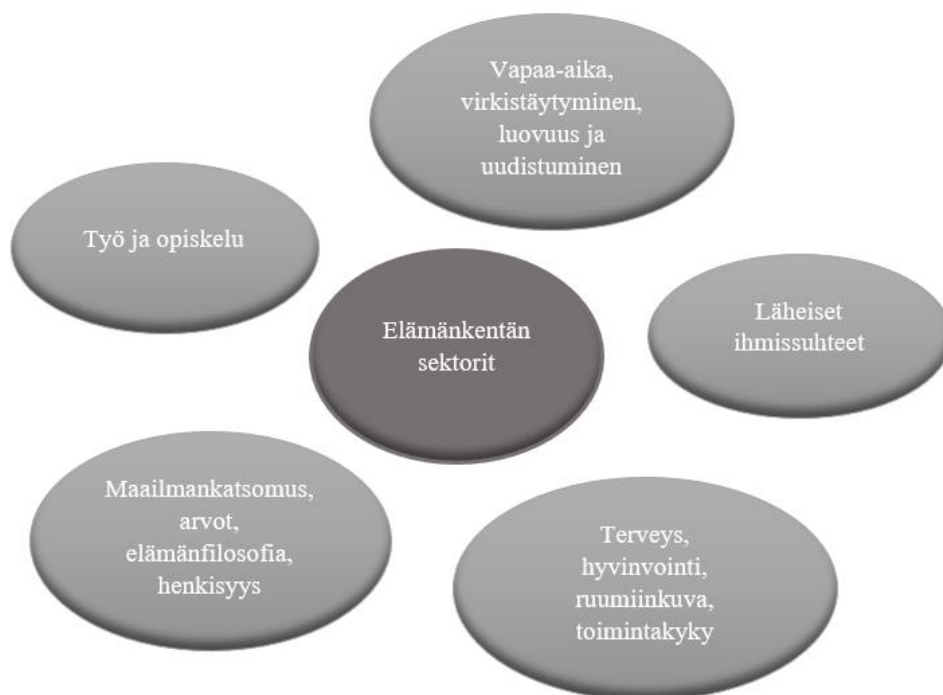 Vapaa-aika,
virkistäytyminen,
luovuus ja
uudistuminen
Työ ja opiskelu
Läheiset
ihmissuhteet
Elämänkentän
sektorit
Maailmankatsomus,
arvot,
elämänfilosofia,
henkisyys
Terveys,
hyvinvointi,
ruumiinkuva,
toimintakyky